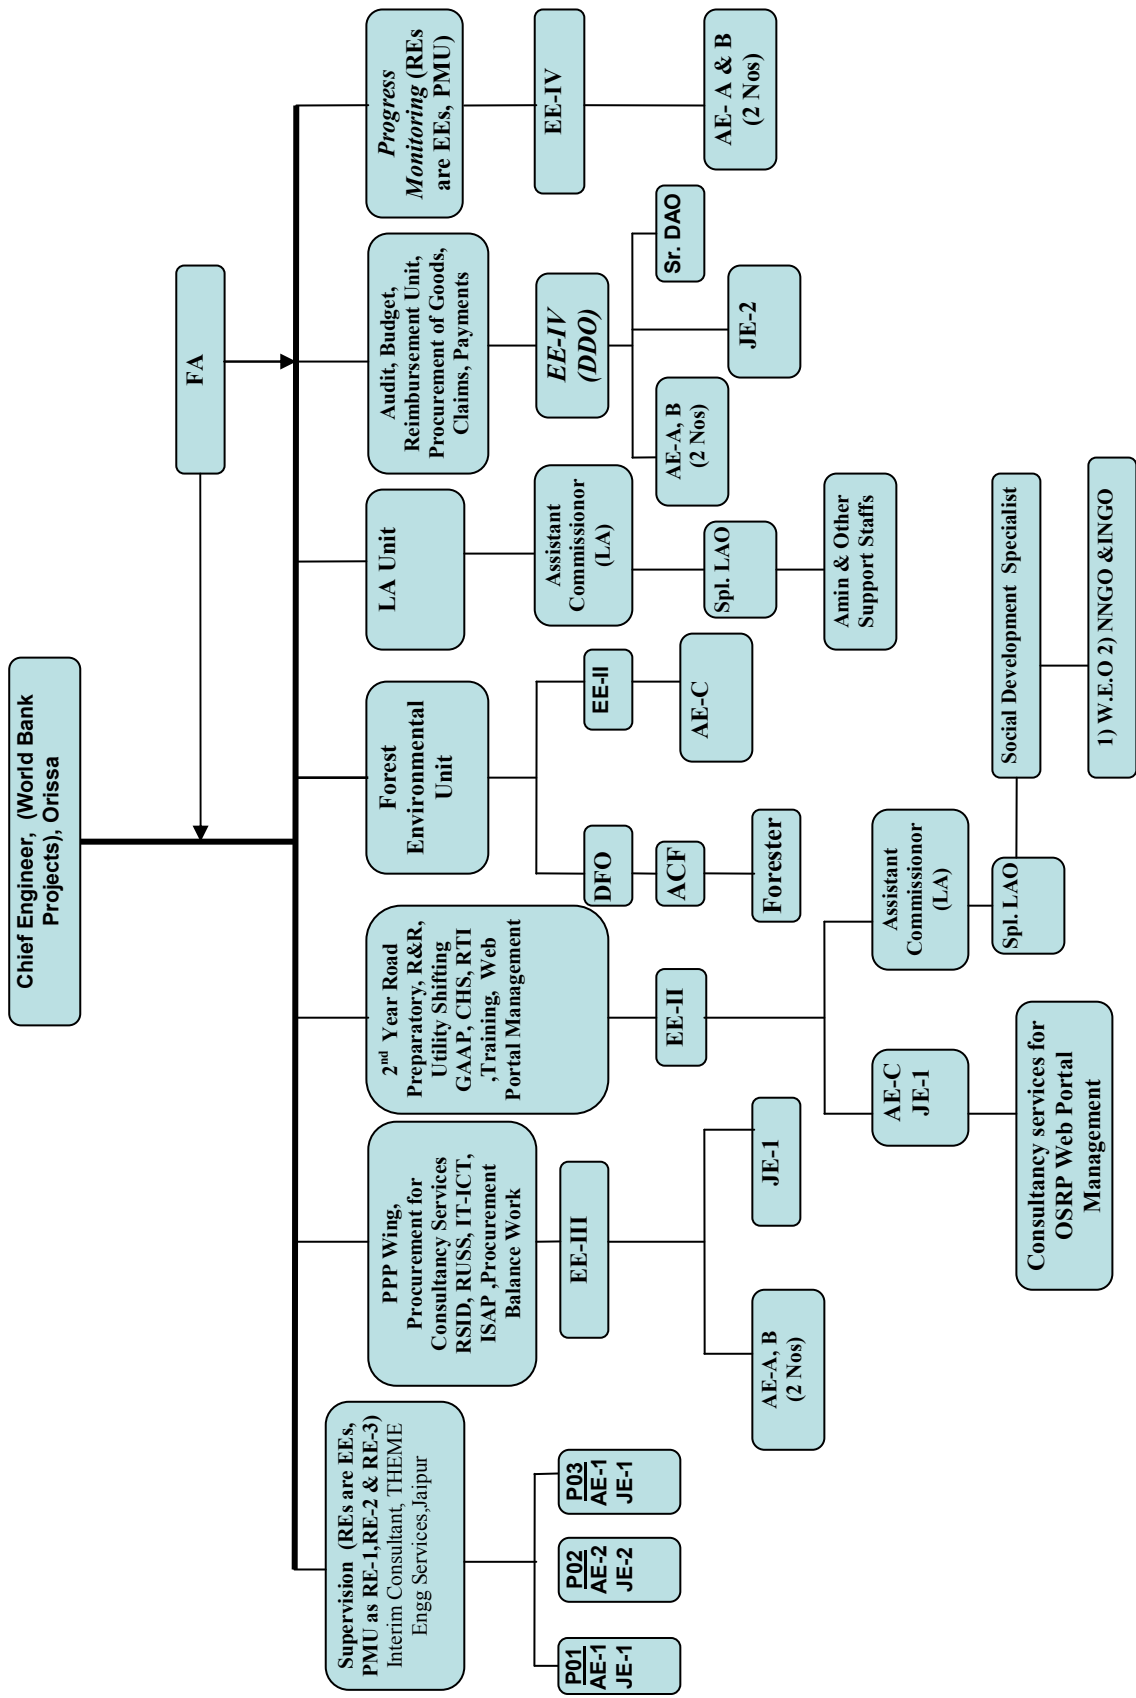 Chief Engineer, (World Bank
Projects), Orissa
FA
Supervision (REs are EEs,
PMU as RE-1,RE-2 & RE-3)
Interim Consultant, THEME
Engg Services,Jaipur
P01
AE-1
JE-1
P02
AE-2
JE-2
P03
AE-1
JE-1
PPP Wing,
Procurement for
Consultancy Services
RSID, RUSS, IT-ICT,
ISAP ,Procurement
Balance Work
EE-III
AE-A, B
(2 Nos)
JE-1
2nd Year Road
Preparatory, R&R,
Utility Shifting
GAAP, CHS, RTI
,Training, Web
Portal Management
EE-II
AE-C
JE-1
Consultancy services for
OSRP Web Portal
Management
Assistant
Commissionor
(LA)
Spl. LAO
Social Development Specialist
1) W.E.O 2) NNGO &INGO
Forest
Environmental
Unit
DFO
ACF
Forester
EE-II
AE-C
LA Unit
Assistant
Commissionor
(LA)
Spl. LAO
Amin & Other
Support Staffs
Audit, Budget,
Reimbursement Unit,
Procurement of Goods,
Claims, Payments
EE-IV
(DDO)
AE-A, B
(2 Nos)
JE-2
Sr. DAO
Progress
Monitoring (REs
are EEs, PMU)
EE-IV
AE- A & B
(2 Nos)